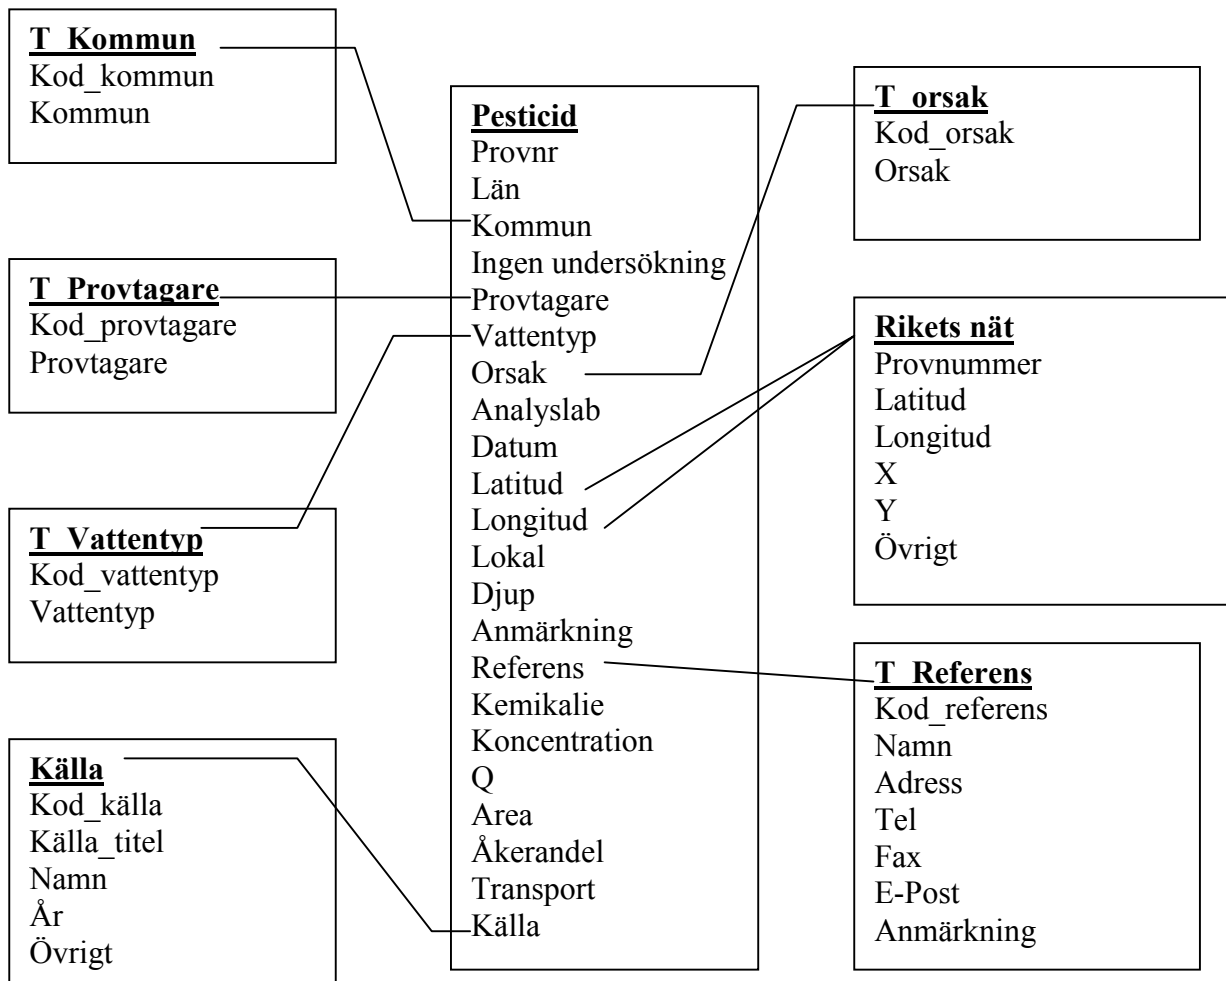 T_Kommun
Kod_kommun
Kommun
T_Provtagare
Kod_provtagare
Provtagare
T_Vattentyp
Kod_vattentyp
Vattentyp
Källa
Kod_källa
Källa_titel
Namn
År
Övrigt
Pesticid
Provnr
Län
Kommun
Ingen undersökning
Provtagare
Vattentyp
Orsak
Analyslab
Datum
Latitud
Longitud
Lokal
Djup
Anmärkning
Referens
Kemikalie
Koncentration
Q
Area
Åkerandel
Transport
Källa
T_orsak
Kod_orsak
Orsak
Rikets nät
Provnummer
Latitud
Longitud
X
Y
Övrigt
T_Referens
Kod_referens
Namn
Adress
Tel
Fax
E-Post
Anmärkning